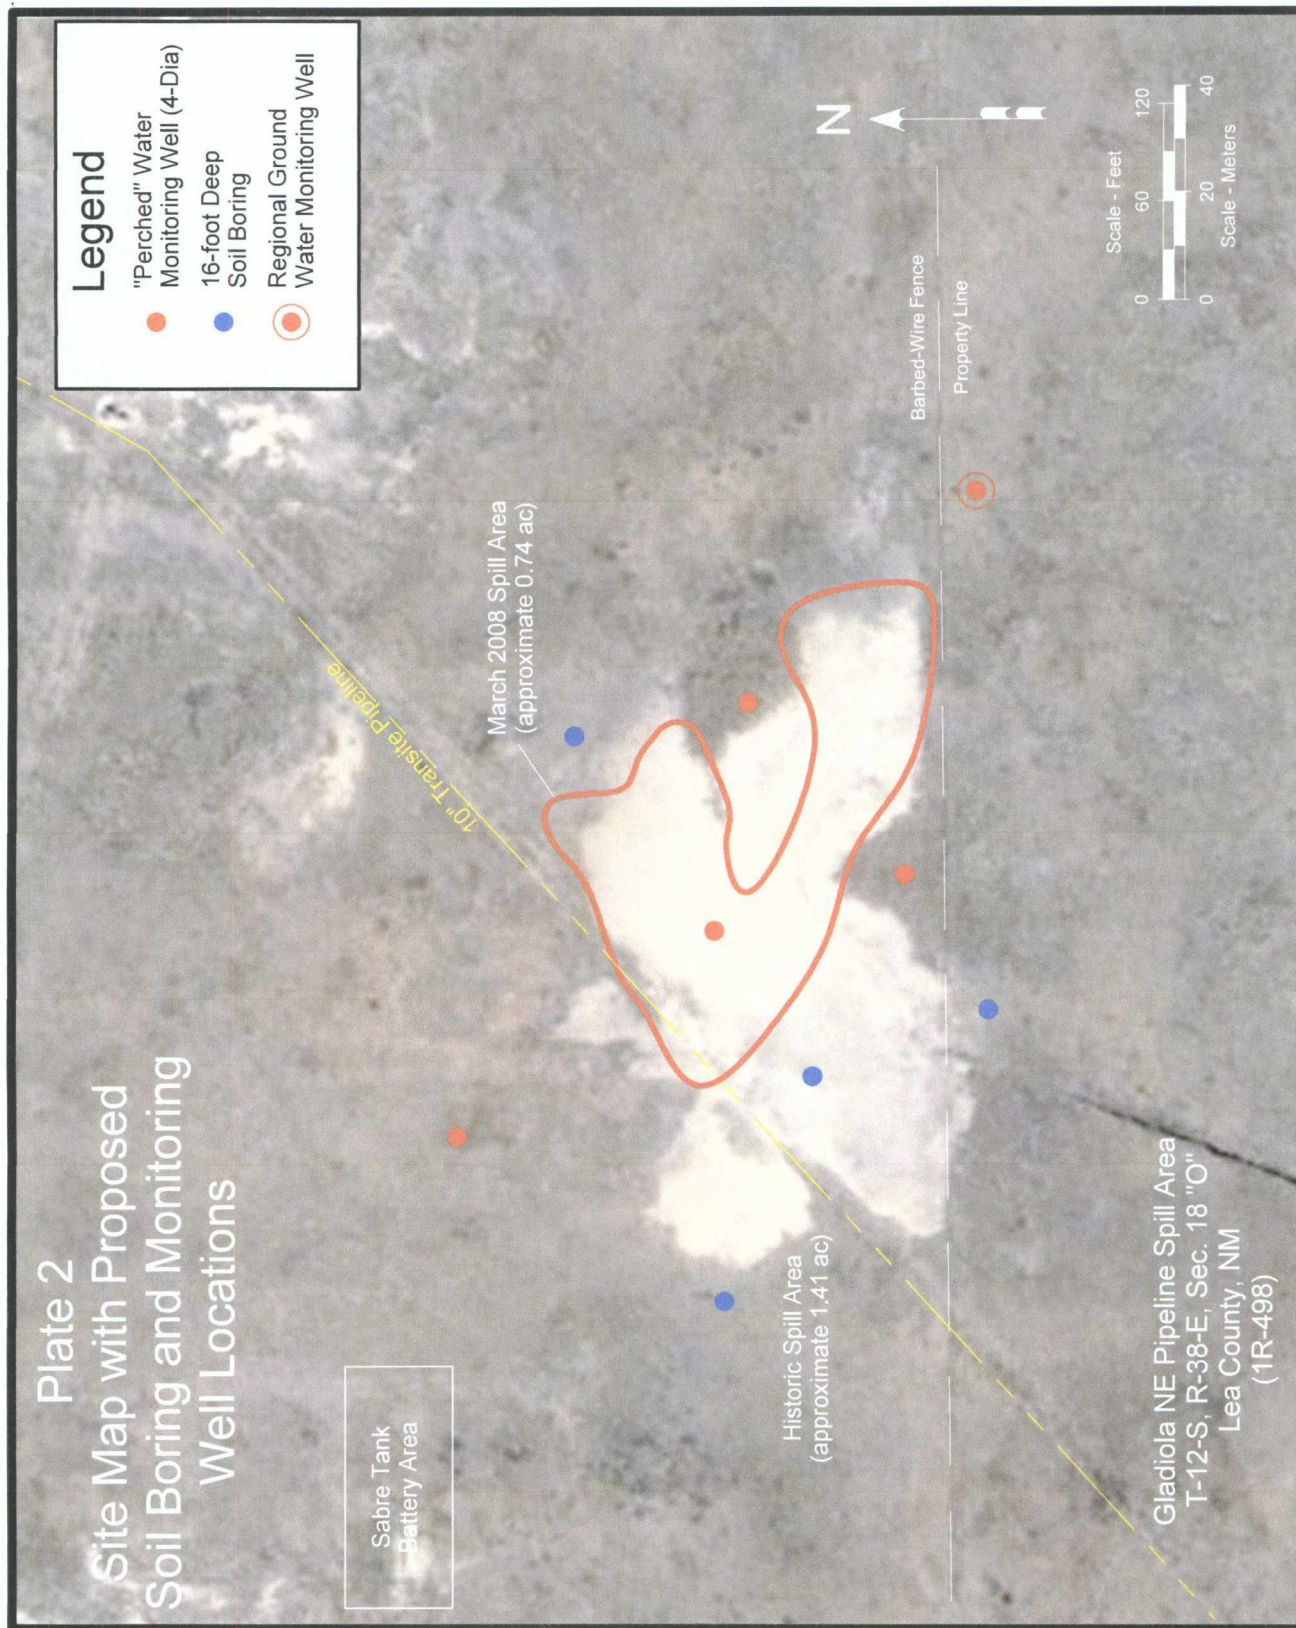 Plate 2
Site Map with Proposed
Soil Boring and Monitoring
Well Locations
Legend
"Perched" Water
Monitoring Well (4-Dia)
16-foot Deep
Soil Boring
Regional Ground
Water Monitoring Well
Sabre Tank
Battery Area
10" Transite Pipeline
March 2008 Spill Area
(approximate 0.74 ac)
Historic Spill Area
(approximate 1.41 ac)
N
Barbed-Wire Fence
Property Line
Scale - Feet
0 60 120
0 20 40
Scale - Meters
Gladiola NE Pipeline Spill Area
T-12-S, R-38-E, Sec. 18 "O"
Lea County, NM
(1R-498)